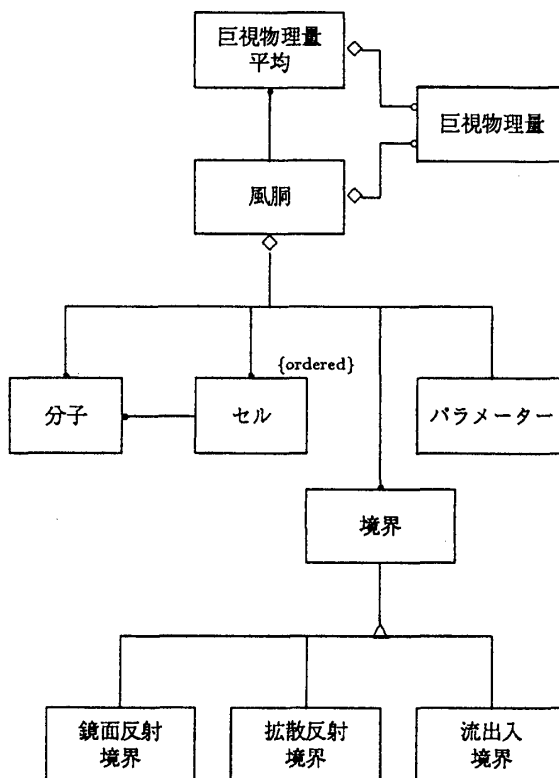 巨視物理量
平均
巨視物理量
風胴
{ordered}
分子
セル
パラメーター
境界
鏡面反射
境界
拡散反射
境界
流出入
境界